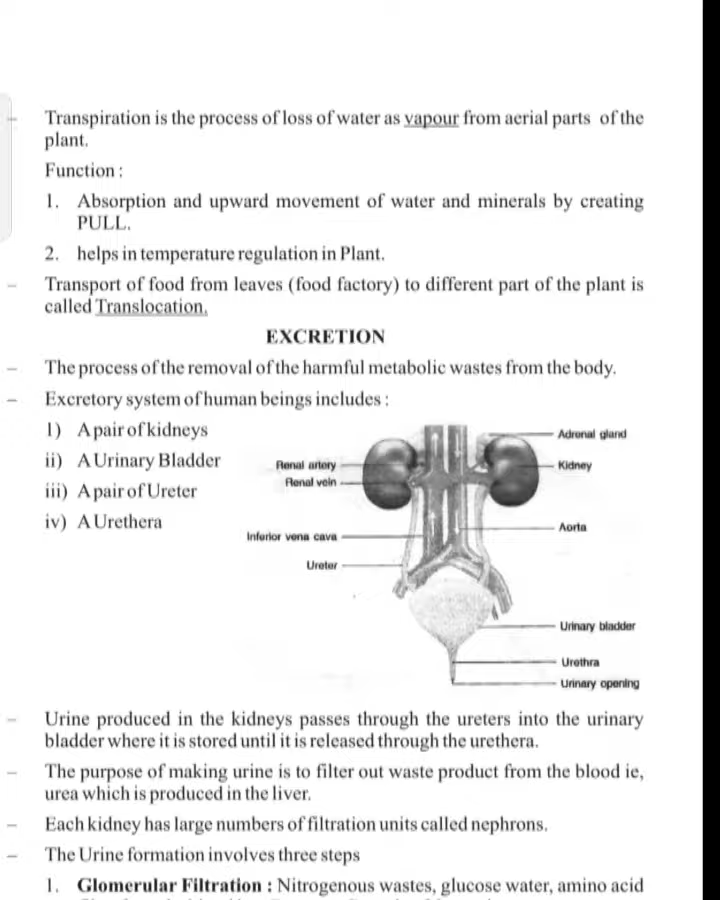 Transpiration is the process of loss of water as vapour from aerial parts of the
plant.
Function :
1. Absorption and upward movement of water and minerals by creating
PULL.
2. helps in temperature regulation in Plant.
Transport of food from leaves (food factory) to different part of the plant is
called Translocation.
EXCRETION
The process of the removal of the harmful metabolic wastes from the body.
Excretory system of human beings includes :
1) A pair of kidneys
ii) A Urinary Bladder
iii) A pair of Ureter
iv) A Urethera
Adrenal gland
Renal artery
Kidney
Renal vein
Aorta
Inferior vena cava
Ureter
Urinary bladder
Urethra
Urinary opening
Urine produced in the kidneys passes through the ureters into the urinary
bladder where it is stored until it is released through the urethera.
The purpose of making urine is to filter out waste product from the blood ie,
urea which is produced in the liver.
Each kidney has large numbers of filtration units called nephrons.
The Urine formation involves three steps
1. Glomerular Filtration : Nitrogenous wastes, glucose water, amino acid